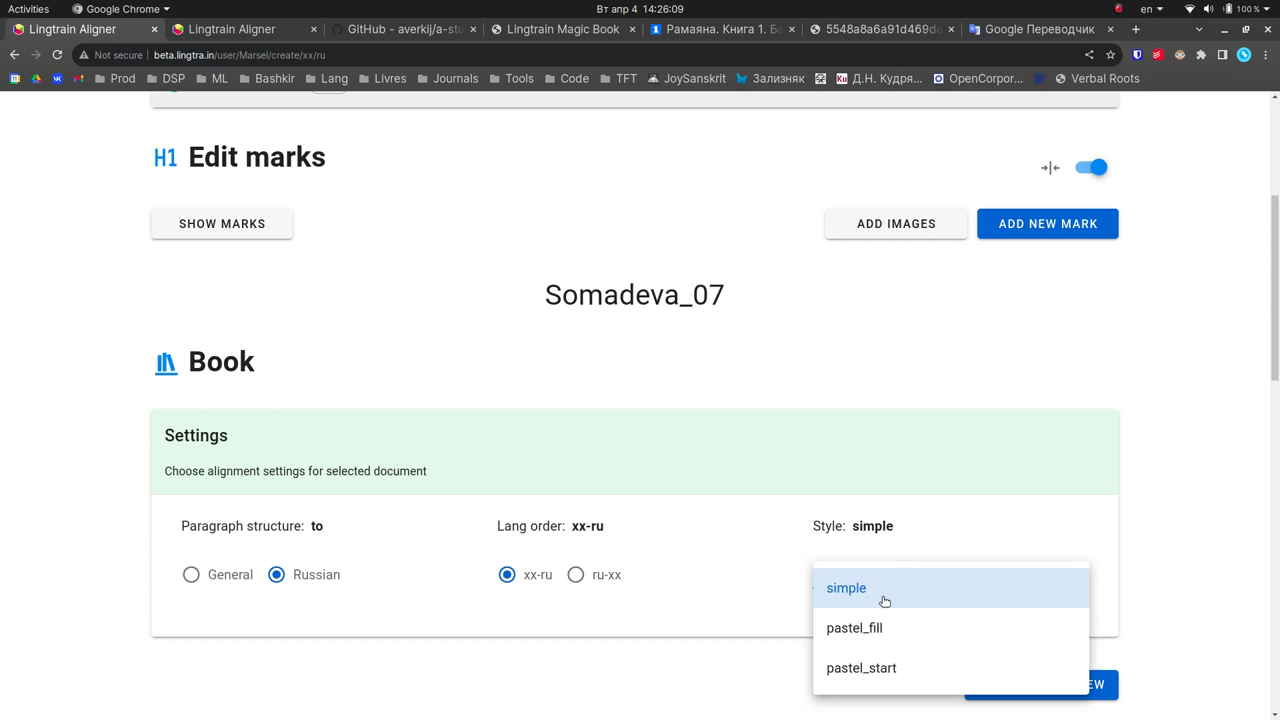 Activities Google Chrome Вт апр 4 14:26:09 en 100 %
Lingtrain Aligner Lingtrain Aligner GitHub - averkij/a-stu Lingtrain Magic Book Рамаяна. Книга 1. Ба 5548a8a6a91d469da Google Переводчик
Not secure beta.lingtra.in/user/Marsel/create/xx/ru
Prod DSP ML Bashkir Lang Livres Journals Tools Code TFT JoySanskrit Зализняк Д.Н. Кудря... OpenCorpor... Verbal Roots
H1 Edit marks
SHOW MARKS ADD IMAGES ADD NEW MARK
Somadeva_07
Book
Settings
Choose alignment settings for selected document
Paragraph structure: to Lang order: xx-ru Style: simple
General Russian xx-ru ru-xx
simple
pastel_fill
pastel_start
EW